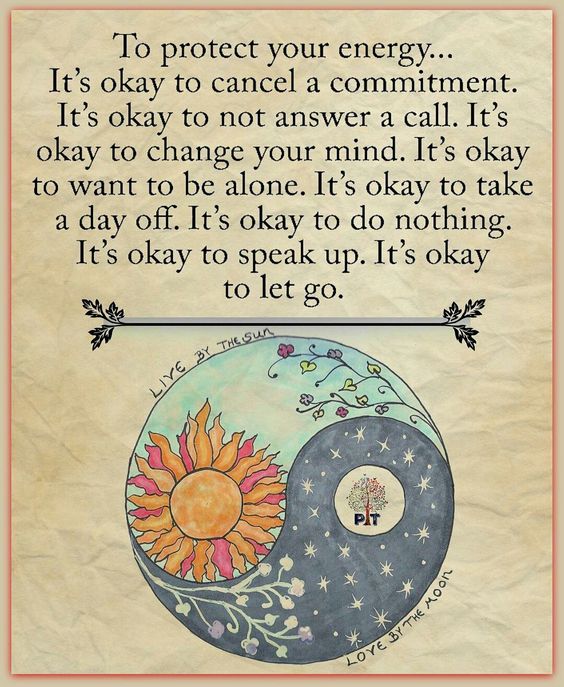 To protect your energy...
It's okay to cancel a commitment.
It's okay to not answer a call. It's
okay to change your mind. It's okay
to want to be alone. It's okay to take
a day off. It's okay to do nothing.
It's okay to speak up. It's okay
to let go.
LIVE BY THE SUN
PT
LOVE BY THE MOON